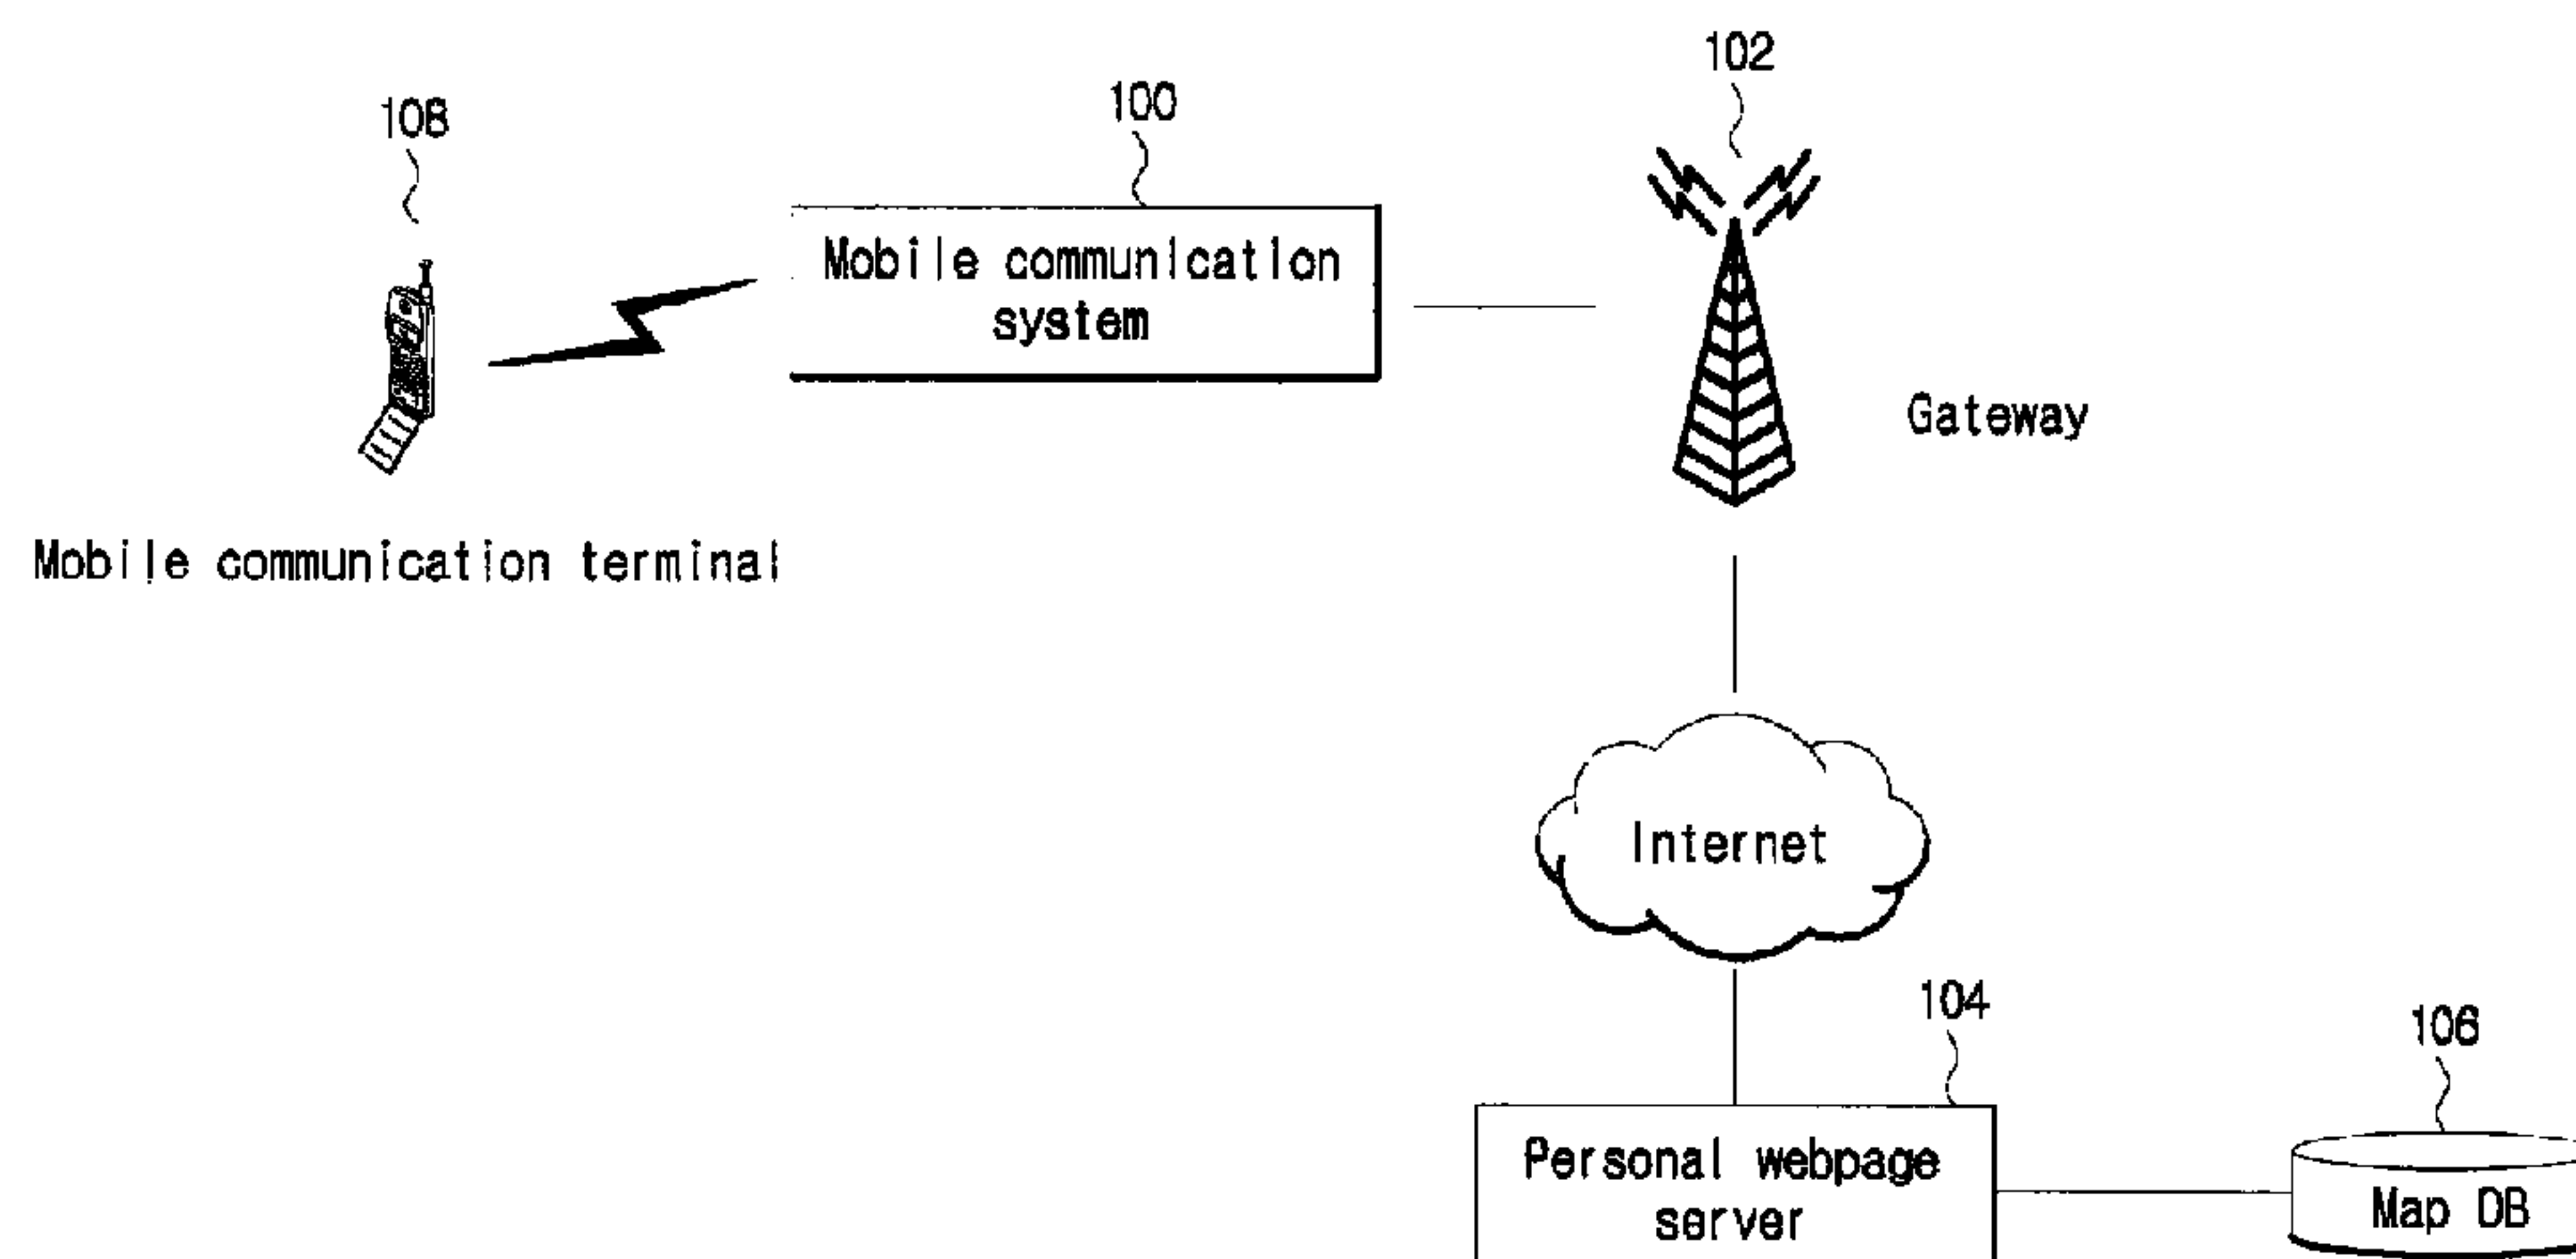 102
100
108
Mobile communication
system
Gateway
Mobile communication terminal
Internet
104
106
Personal webpage
server
Map DB